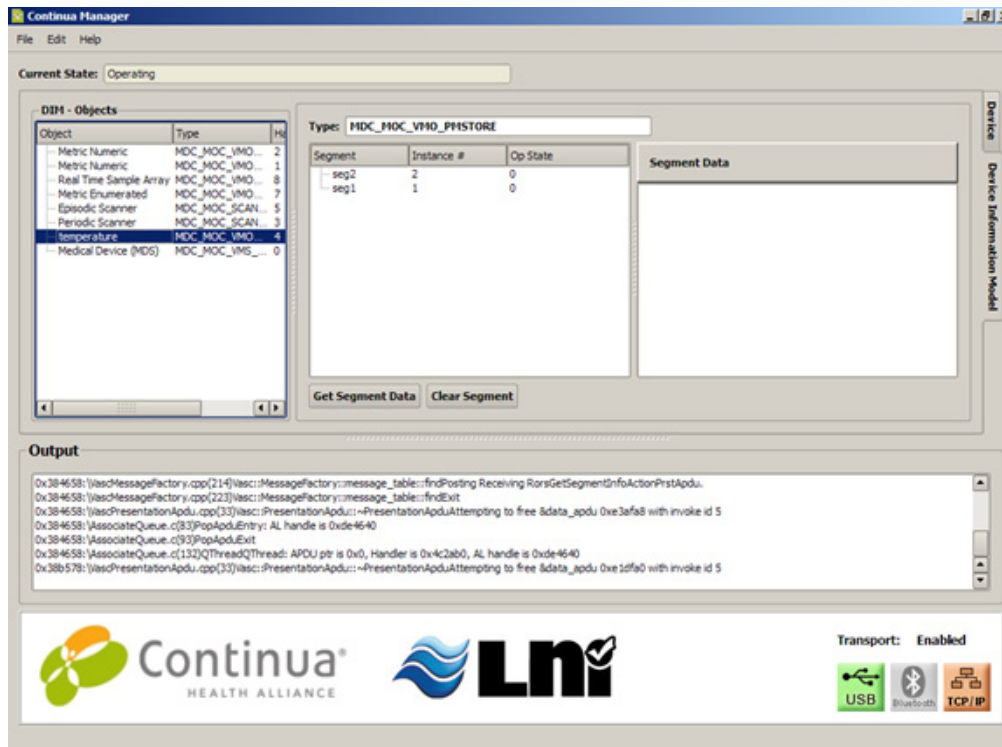 Continua Manager
File Edit Help
Current State: Operating
DIM - Objects
Object Type Ha
Metric Numeric MDC_MOC_VMO... 2
Metric Numeric MDC_MOC_VMO... 1
Real Time Sample Array MDC_MOC_VMO... 8
Metric Enumerated MDC_MOC_VMO... 7
Episodic Scanner MDC_MOC_SCAN... 5
Periodic Scanner MDC_MOC_SCAN... 3
temperature MDC_MOC_VMO... 4
Medical Device (MDS) MDC_MOC_VMS_... 0
Type: MDC_MOC_VMO_PMSTORE
Segment Instance # Op State
seg2 2 0
seg1 1 0
Get Segment Data Clear Segment
Segment Data
Device
Device Information Model
Output
0x384658:\VascMessageFactory.cpp(214)Vasc::MessageFactory::message_table::findPosting Receiving RorsGetSegmentInfoActionPrstApdu.
0x384658:\VascMessageFactory.cpp(223)Vasc::MessageFactory::message_table::findExit
0x384658:\VascPresentationApdu.cpp(33)Vasc::PresentationApdu::~PresentationApduAttempting to free &data_apdu 0xe3afa8 with invoke id 5
0x384658:\AssociateQueue.c(83)PopApduEntry: AL handle is 0xde4640
0x384658:\AssociateQueue.c(93)PopApduExit
0x384658:\AssociateQueue.c(132)QThreadQThread: APDU ptr is 0x0, Handler is 0x4c2ab0, AL handle is 0xde4640
0x38b578:\VascPresentationApdu.cpp(33)Vasc::PresentationApdu::~PresentationApduAttempting to free &data_apdu 0xe1dfa0 with invoke id 5
Continua®
HEALTH ALLIANCE
LNI
Transport: Enabled
USB Bluetooth TCP/IP